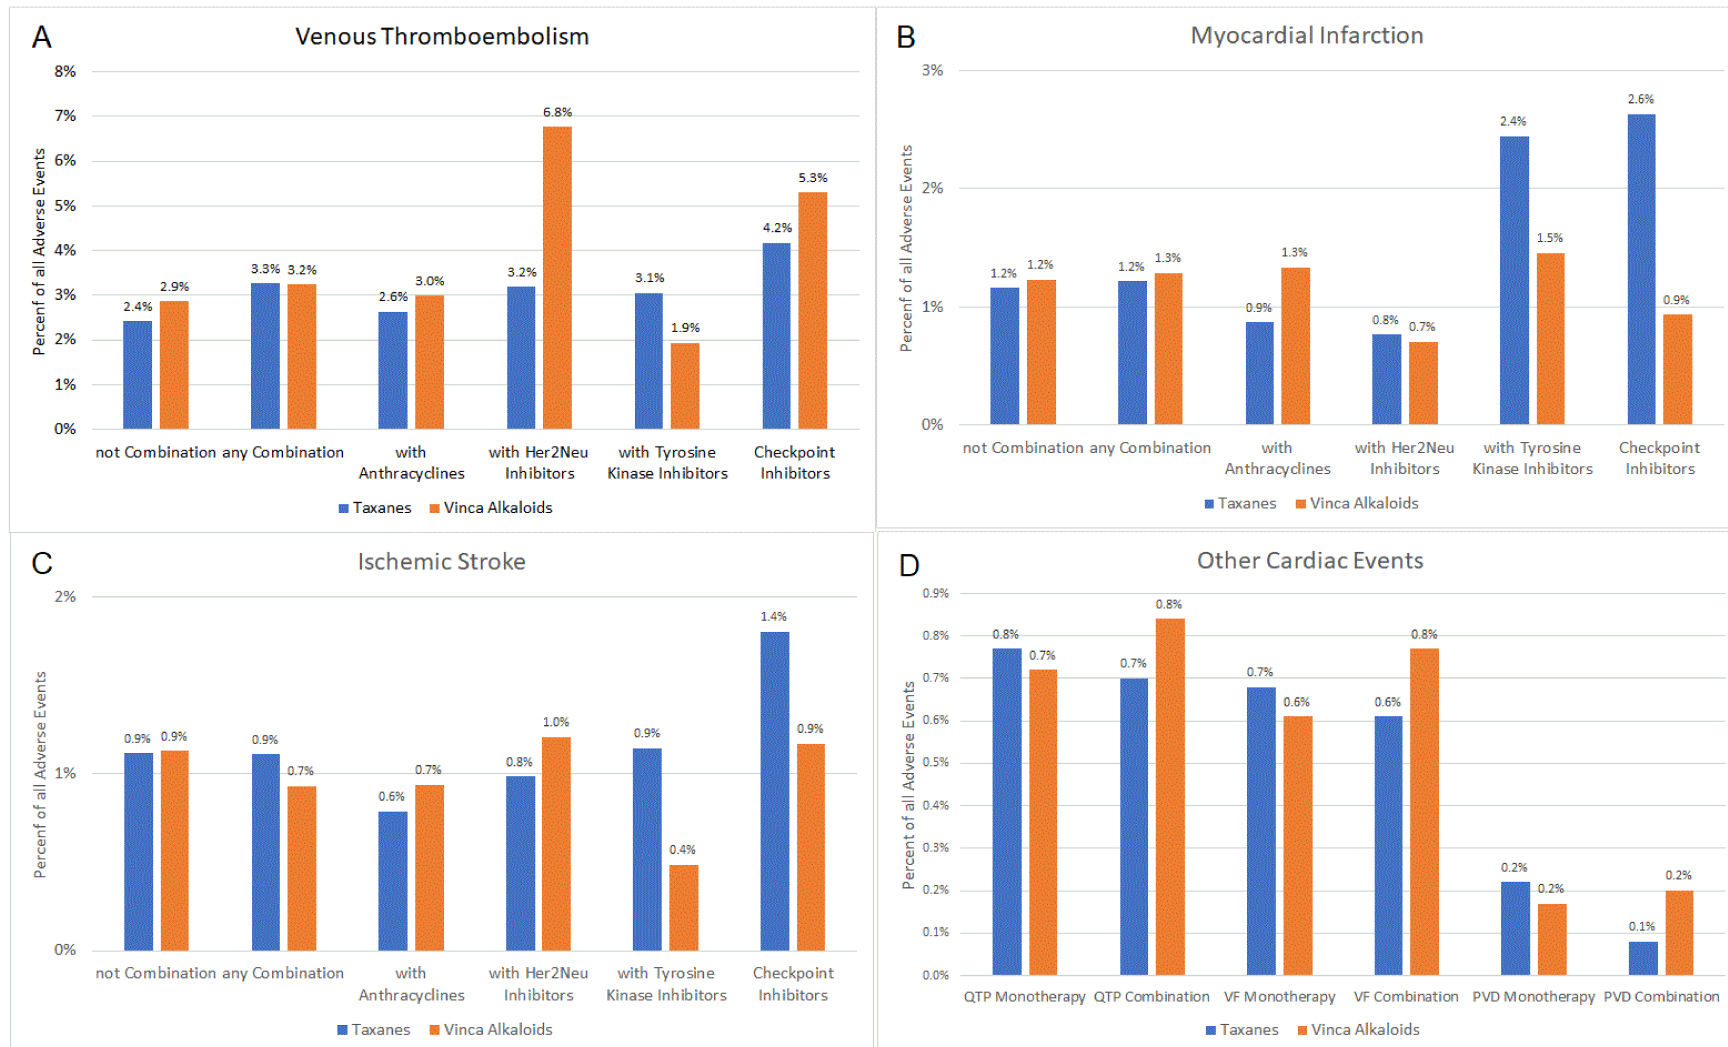 A
Venous Thromboembolism
Percenf of all Adverse Events
8%
7%
6%
5%
4%
3%
2%
1%
0%
2.4%
2.9%
3.3%
3.2%
2.6%
3.0%
3.2%
6.8%
3.1%
1.9%
4.2%
5.3%
not Combination
any Combination
with
Anthracyclines
with Her2Neu
Inhibitors
with Tyrosine
Kinase Inhibitors
Checkpoint
Inhibitors
Taxanes
Vinca Alkaloids
B
Myocardial Infarction
Percenf of all Adverse Events
3%
2%
1%
0%
1.2%
1.2%
1.2%
1.3%
0.9%
1.3%
0.8%
0.7%
2.4%
1.5%
2.6%
0.9%
not Combination
any Combination
with
Anthracyclines
with Her2Neu
Inhibitors
with Tyrosine
Kinase Inhibitors
Checkpoint
Inhibitors
Taxanes
Vinca Alkaloids
C
Ischemic Stroke
Percenf of all Adverse Events
2%
1%
0%
0.9%
0.9%
0.9%
0.7%
0.6%
0.7%
0.8%
1.0%
0.9%
0.4%
1.4%
0.9%
not Combination
any Combination
with
Anthracyclines
with Her2Neu
Inhibitors
with Tyrosine
Kinase Inhibitors
Checkpoint
Inhibitors
Taxanes
Vinca Alkaloids
D
Other Cardiac Events
Percent of all Adverse Events
0.9%
0.8%
0.7%
0.6%
0.5%
0.4%
0.3%
0.2%
0.1%
0.0%
0.8%
0.7%
0.7%
0.8%
0.7%
0.6%
0.6%
0.8%
0.2%
0.2%
0.1%
0.2%
QTP Monotherapy
QTP Combination
VF Monotherapy
VF Combination
PVD Monotherapy
PVD Combination
Taxanes
Vinca Alkaloids